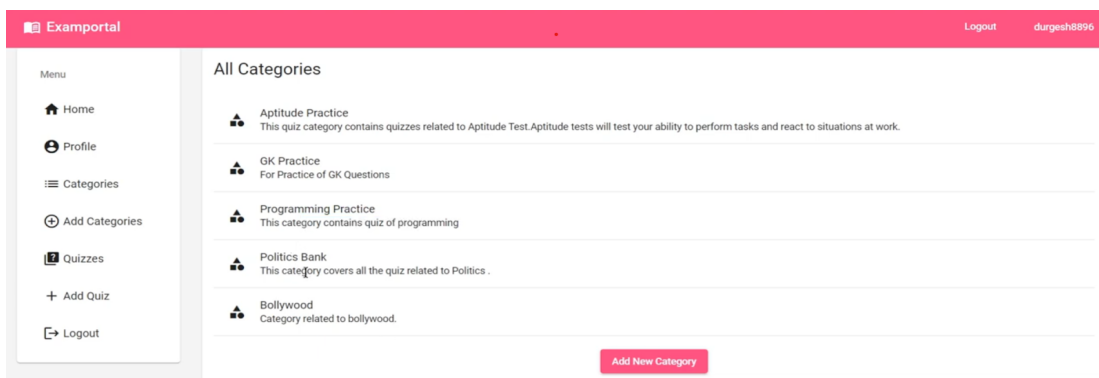 Examportal
Logout
durgesh8896
Menu
Home
Profile
Categories
Add Categories
Quizzes
Add Quiz
Logout
All Categories
Aptitude Practice
This quiz category contains quizzes related to Aptitude Test.Aptitude tests will test your ability to perform tasks and react to situations at work.
GK Practice
For Practice of GK Questions
Programming Practice
This category contains quiz of programming
Politics Bank
This category covers all the quiz related to Politics .
Bollywood
Category related to bollywood.
Add New Category